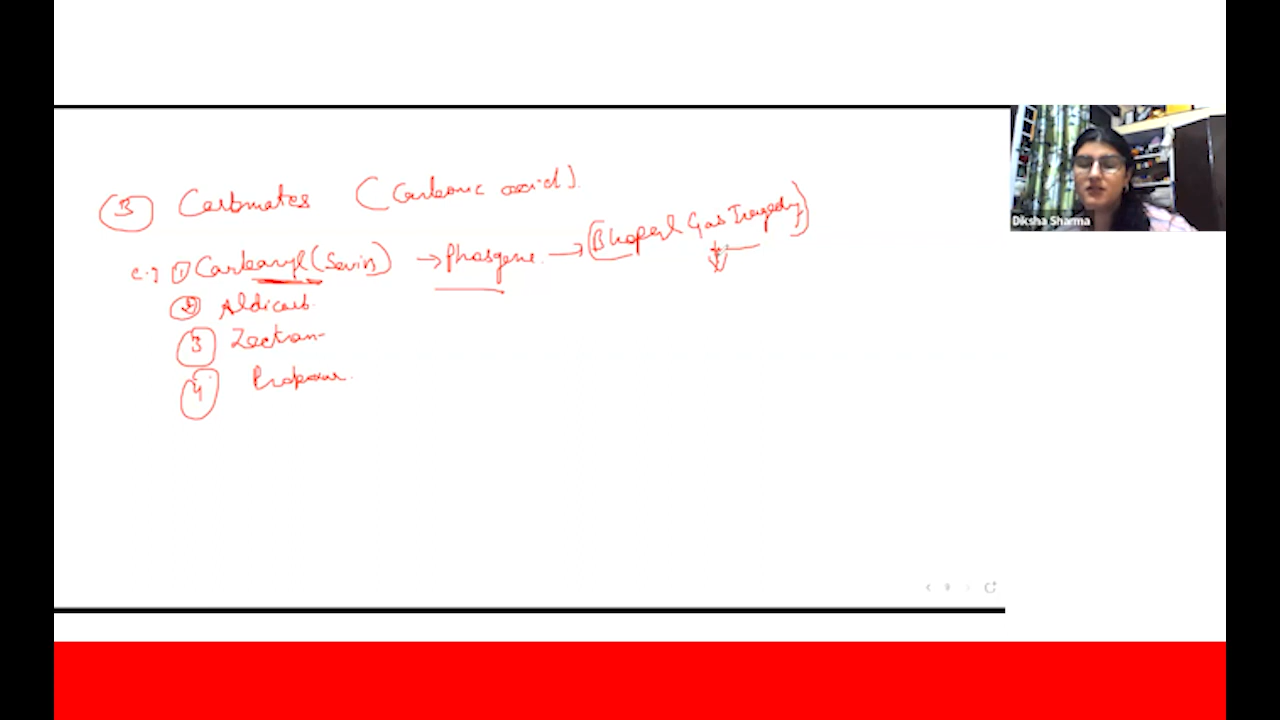 3 Carbmates (Carbonic acid).
e.g ① Carbaryl (Sevin) → Phosgene. → (Bhopal Gas Tragedy)
② Aldicarb.
3 Zectran
4 Propoxur.
Diksha Sharma